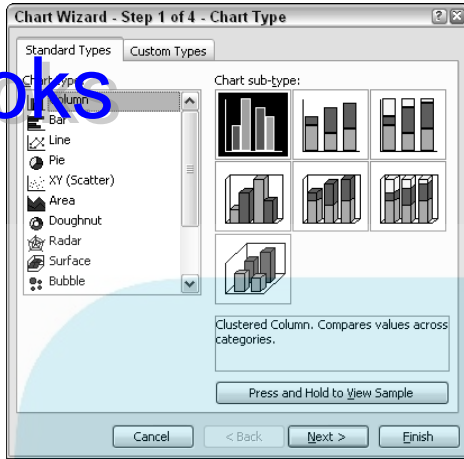 Chart Wizard - Step 1 of 4 - Chart Type
Standard Types
Custom Types
oks
Chart sub-type:
Column
Bar
Line
Pie
XY (Scatter)
Area
Doughnut
Radar
Surface
Bubble
Clustered Column. Compares values across
categories.
Press and Hold to View Sample
Cancel
< Back
Next >
Finish